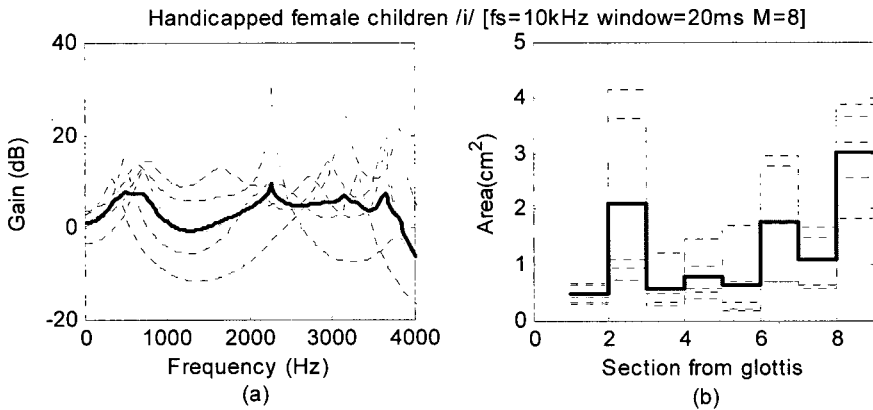 Handicapped female children /i/ [fs=10kHz window=20ms M=8]
40
20
0
-20
Gain (dB)
0 1000 2000 3000 4000
Frequency (Hz)
(a)
5
4
3
2
1
0
Area(cm²)
0 2 4 6 8
Section from glottis
(b)